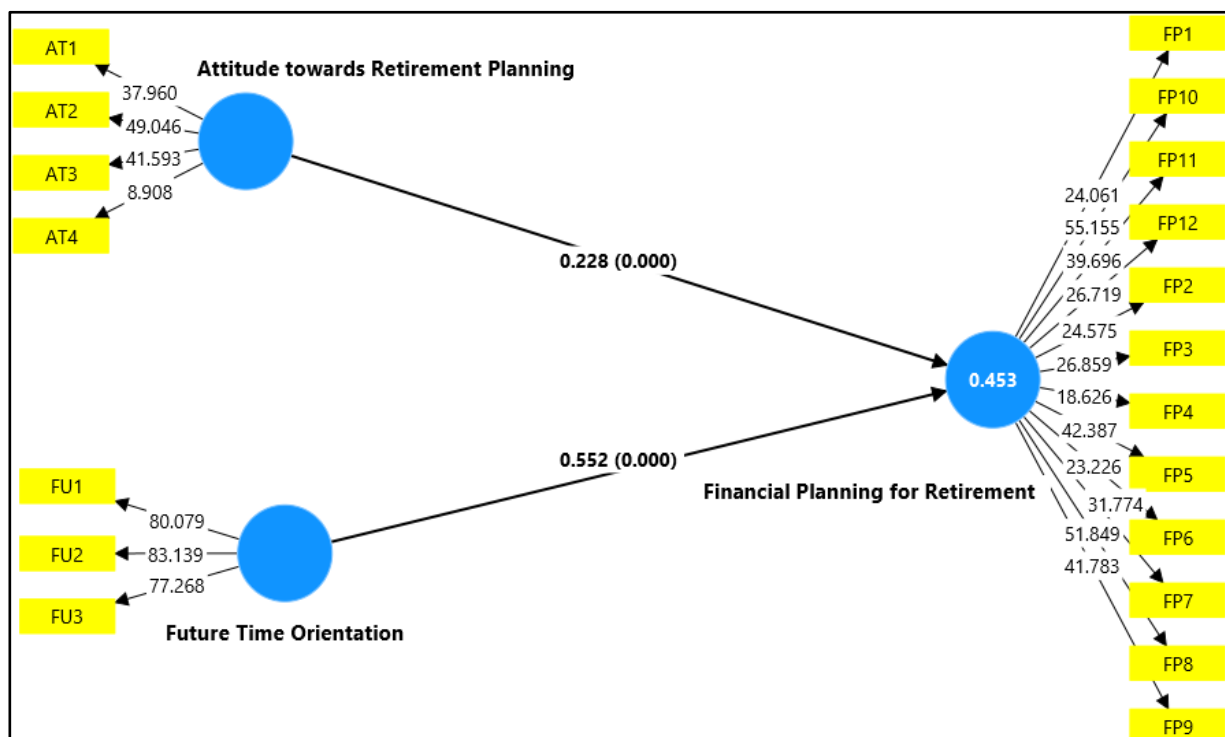 AT1
AT2
AT3
AT4
37.960
49.046
41.593
8.908
Attitude towards Retirement Planning
0.228 (0.000)
FU1
FU2
FU3
80.079
83.139
77.268
Future Time Orientation
0.552 (0.000)
0.453
Financial Planning for Retirement
24.061
55.155
39.696
26.719
24.575
26.859
18.626
42.387
23.226
31.774
51.849
41.783
FP1
FP10
FP11
FP12
FP2
FP3
FP4
FP5
FP6
FP7
FP8
FP9